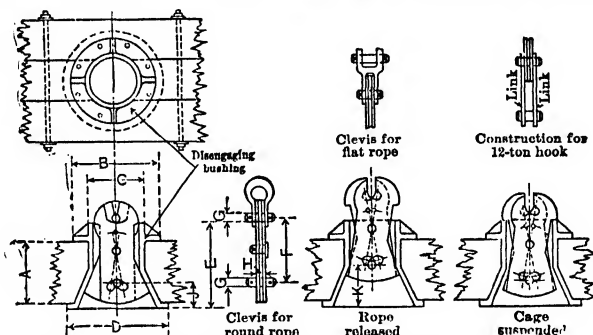 Link
Link
Clevis for
flat rope
Construction for
12-ton hook
Disengaging
bushing
B
C
G
A
E
H
F
G
J
K
D
Clevis for
round rope
Rope
released
Cage
suspended